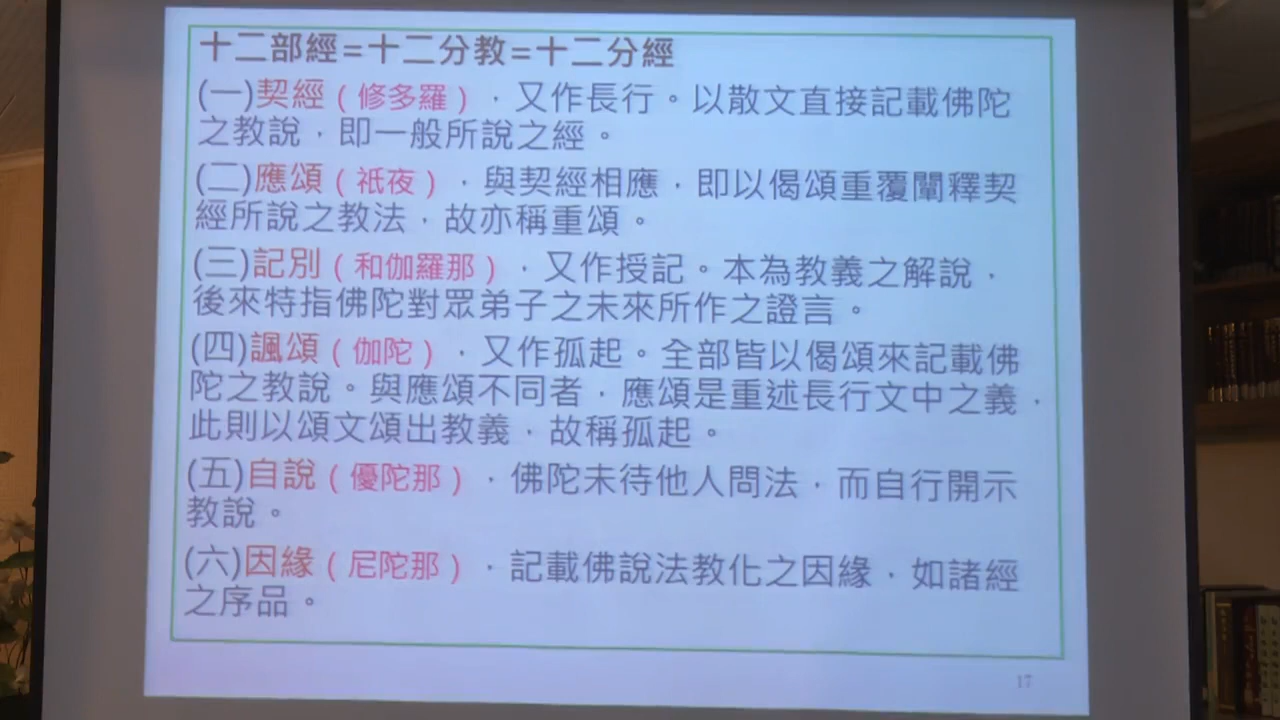 十二部經=十二分教=十二分經
(一)契經(修多羅),又作長行。以散文直接記載佛陀
之教說,即一般所說之經。
(二)應頌(祇夜),與契經相應,即以偈頌重覆闡釋契
經所說之教法,故亦稱重頌。
(三)記別(和伽羅那),又作授記。本為教義之解說,
後來特指佛陀對眾弟子之未來所作之證言。
(四)諷頌(伽陀),又作孤起。全部皆以偈頌來記載佛
陀之教說。與應頌不同者,應頌是重述長行文中之義,
此則以頌文頌出教義,故稱孤起。
(五)自說(優陀那),佛陀未待他人問法,而自行開示
教說。
(六)因緣(尼陀那),記載佛說法教化之因緣,如諸經
之序品。
17